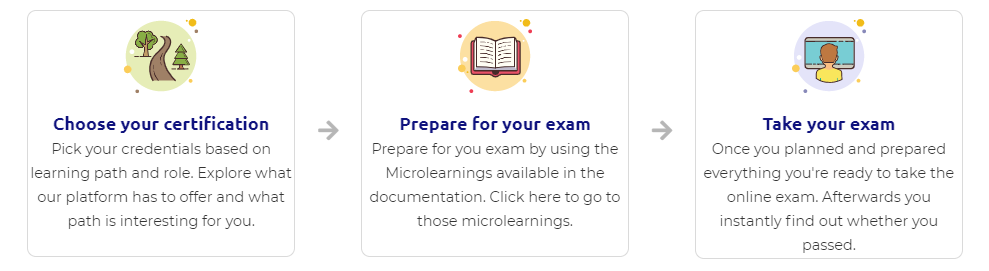 Choose your certification
Pick your credentials based on
learning path and role. Explore what
our platform has to offer and what
path is interesting for you.
Prepare for your exam
Prepare for you exam by using the
Microlearnings available in the
documentation. Click here to go to
those microlearnings.
Take your exam
Once you planned and prepared
everything you're ready to take the
online exam. Afterwards you
instantly find out whether you
passed.